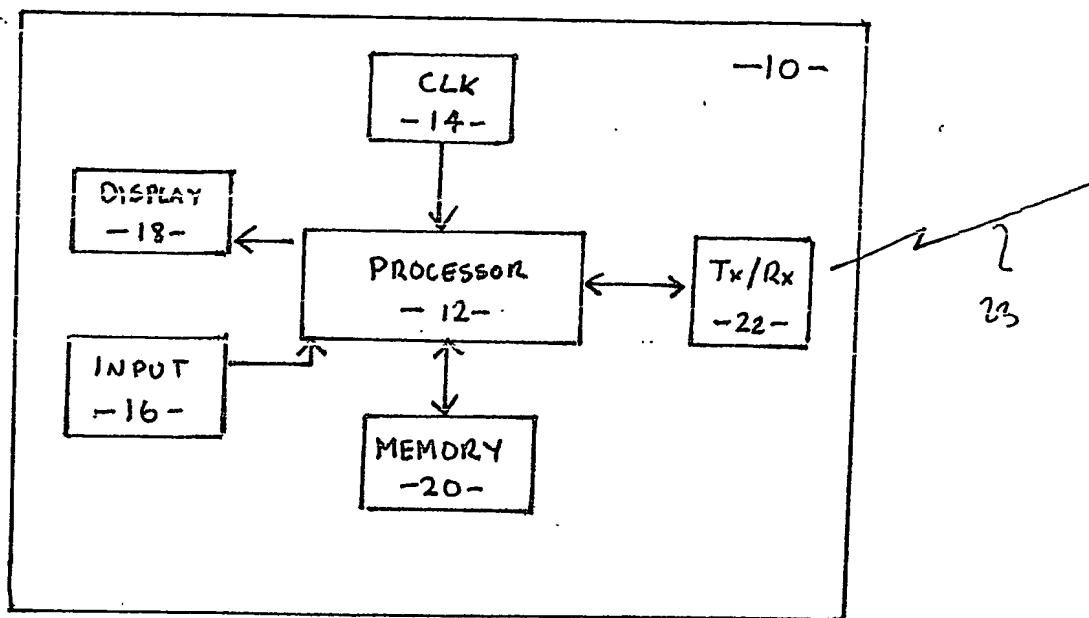 -10-
CLK
-14-
DISPLAY
-18-
PROCESSOR
-12-
Tx/Rx
-22-
23
INPUT
-16-
MEMORY
-20-